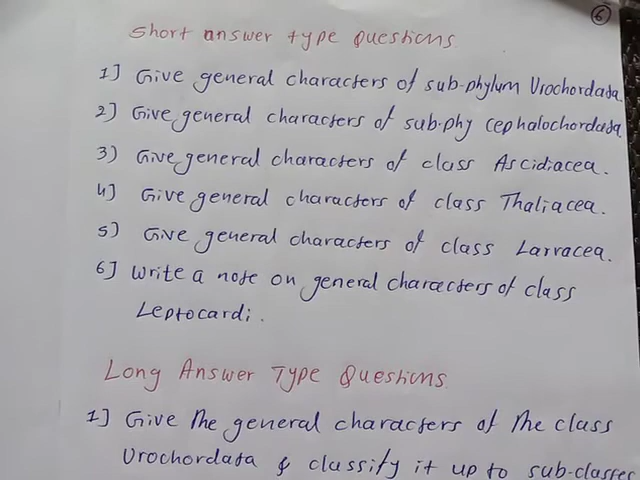 6
Short answer type Questions
1] Give general characters of sub-phylum Urochordata.
2] Give general characters of sub-phy cephalochordata
3) Give general characters of class Ascidiacea.
4] Give general characters of class Thaliacea.
5) Give general characters of class Larvacea.
6] Write a note on general characters of class
Leptocardi.
Long Answer Type Questions
1] Give The general characters of The class
Urochordata & classify it up to sub-classes